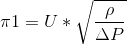 π1 = U * √(ρ/ΔP)